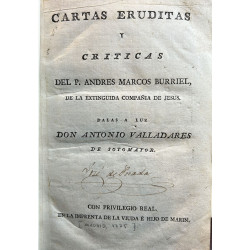 CARTAS ERUDITAS
Y
CRITICAS
DEL P. ANDRES MARCOS BURRIEL,
DE LA EXTINGUIDA COMPAÑIA DE JESUS.
DALAS A LUZ
DON ANTONIO VALLADARES
DE SOTOMAYOR.
CON PRIVILEGIO REAL.
EN LA IMPRENTA DE LA VIUDA E HIJO DE MARIN.